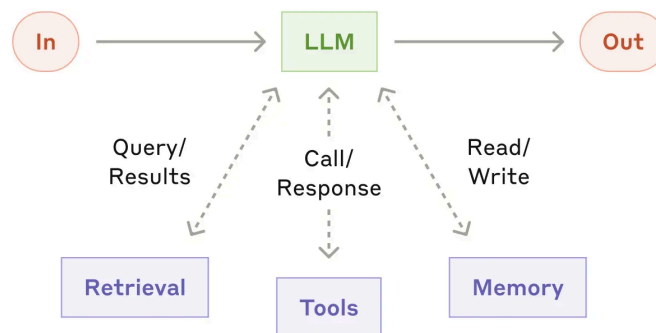 In
LLM
Out
Query/
Results
Call/
Response
Read/
Write
Retrieval
Tools
Memory